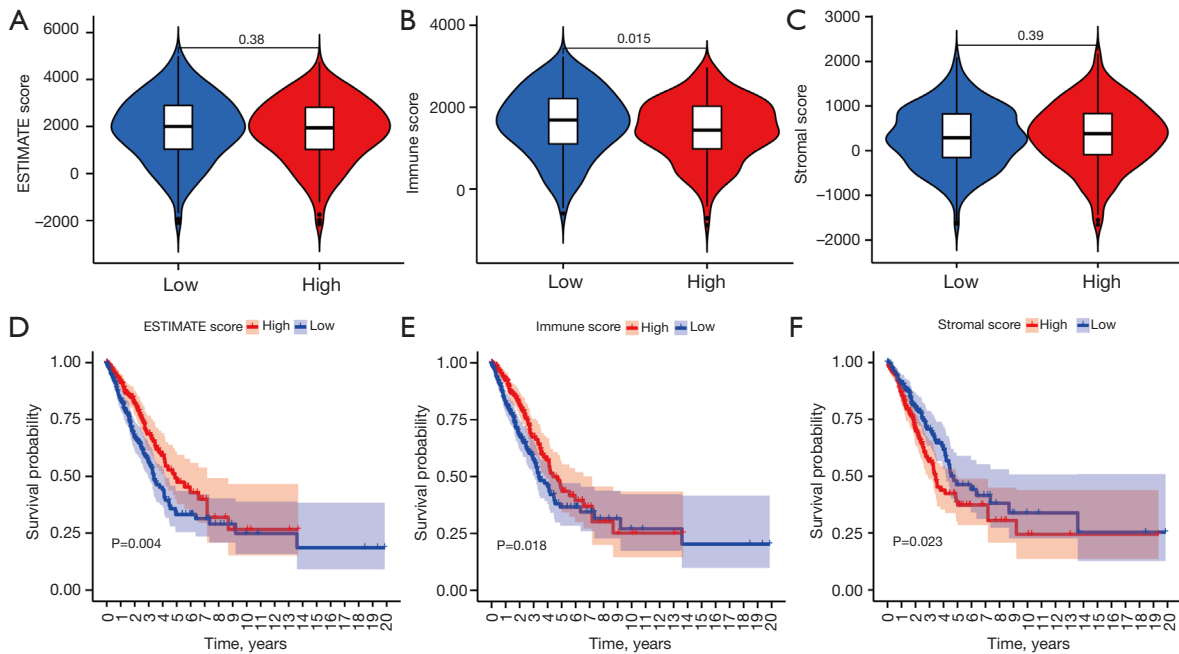 A
ESTIMATE score
6000
4000
2000
0
−2000
0.38
Low
High
B
Immune score
4000
2000
0
0.015
Low
High
C
Stromal score
3000
2000
1000
0
−1000
−2000
0.39
Low
High
D
ESTIMATE score High Low
Survival probability
1.00
0.75
0.50
0.25
0.00
P=0.004
0 1 2 3 4 5 6 7 8 9 10 11 12 13 14 15 16 17 18 19 20
Time, years
E
Immune score High Low
Survival probability
1.00
0.75
0.50
0.25
0.00
P=0.018
0 1 2 3 4 5 6 7 8 9 10 11 12 13 14 15 16 17 18 19 20
Time, years
F
Stromal score High Low
Survival probability
1.00
0.75
0.50
0.25
0.00
P=0.023
0 1 2 3 4 5 6 7 8 9 10 11 12 13 14 15 16 17 18 19 20
Time, years